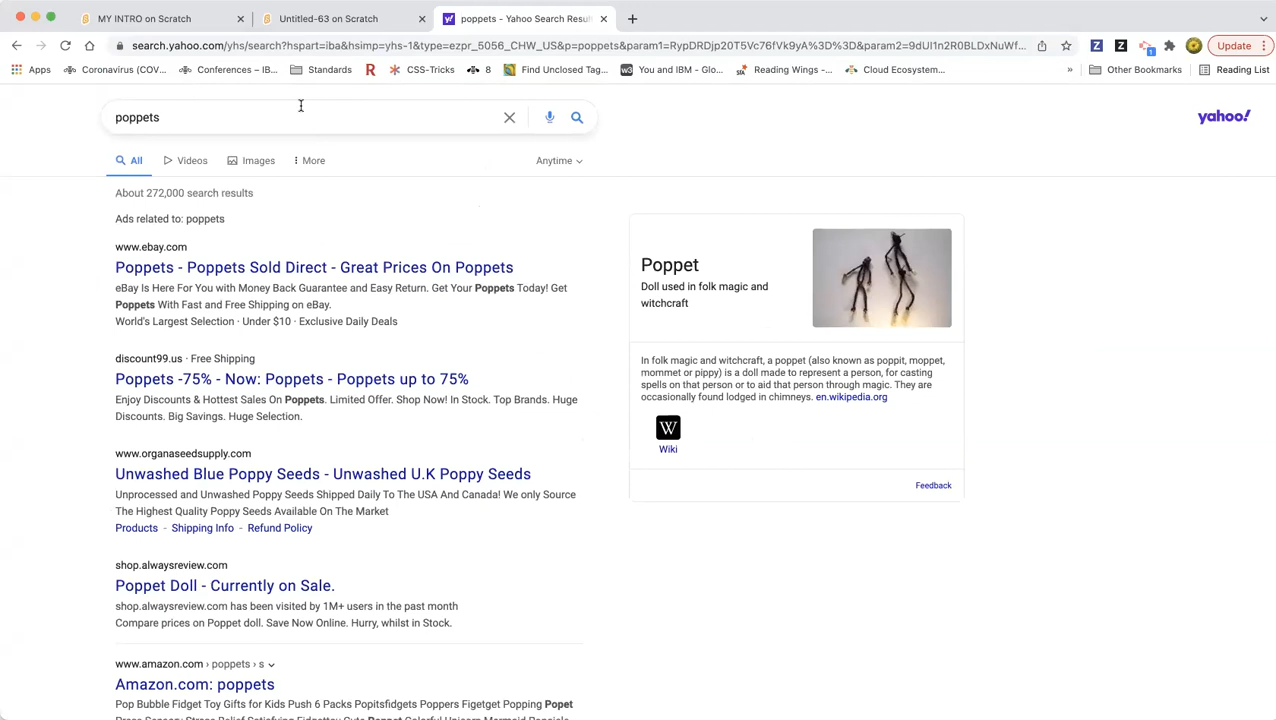 MY INTRO on Scratch
Untitled-63 on Scratch
poppets - Yahoo Search Resul
search.yahoo.com/yhs/search?hspart=iba&hsimp=yhs-1&type=ezpr_5056_CHW_US&p=poppets&param1=RypDRDjp20T5Vc76fVk9yA%3D%3D&param2=9dUI1n2R0BLDxNuWf...
Update
Apps
Coronavirus (COV...
Conferences – IB...
Standards
R
CSS-Tricks
8
Find Unclosed Tag...
w3
You and IBM - Glo...
Reading Wings -...
Cloud Ecosystem...
»
Other Bookmarks
Reading List
poppets
yahoo!
All
Videos
Images
More
Anytime
About 272,000 search results
Ads related to: poppets
www.ebay.com
Poppets - Poppets Sold Direct - Great Prices On Poppets
eBay Is Here For You with Money Back Guarantee and Easy Return. Get Your Poppets Today! Get
Poppets With Fast and Free Shipping on eBay.
World's Largest Selection · Under $10 · Exclusive Daily Deals
discount99.us · Free Shipping
Poppets -75% - Now: Poppets - Poppets up to 75%
Enjoy Discounts & Hottest Sales On Poppets. Limited Offer. Shop Now! In Stock. Top Brands. Huge
Discounts. Big Savings. Huge Selection.
www.organaseedsupply.com
Unwashed Blue Poppy Seeds - Unwashed U.K Poppy Seeds
Unprocessed and Unwashed Poppy Seeds Shipped Daily To The USA And Canada! We only Source
The Highest Quality Poppy Seeds Available On The Market
Products - Shipping Info - Refund Policy
shop.alwaysreview.com
Poppet Doll - Currently on Sale.
shop.alwaysreview.com has been visited by 1M+ users in the past month
Compare prices on Poppet doll. Save Now Online. Hurry, whilst in Stock.
www.amazon.com › poppets › s
Amazon.com: poppets
Pop Bubble Fidget Toy Gifts for Kids Push 6 Packs Popitsfidgets Poppers Figetget Popping Popet
Poppet
Doll used in folk magic and
witchcraft
In folk magic and witchcraft, a poppet (also known as poppit, moppet,
mommet or pippy) is a doll made to represent a person, for casting
spells on that person or to aid that person through magic. They are
occasionally found lodged in chimneys. en.wikipedia.org
W
Wiki
Feedback